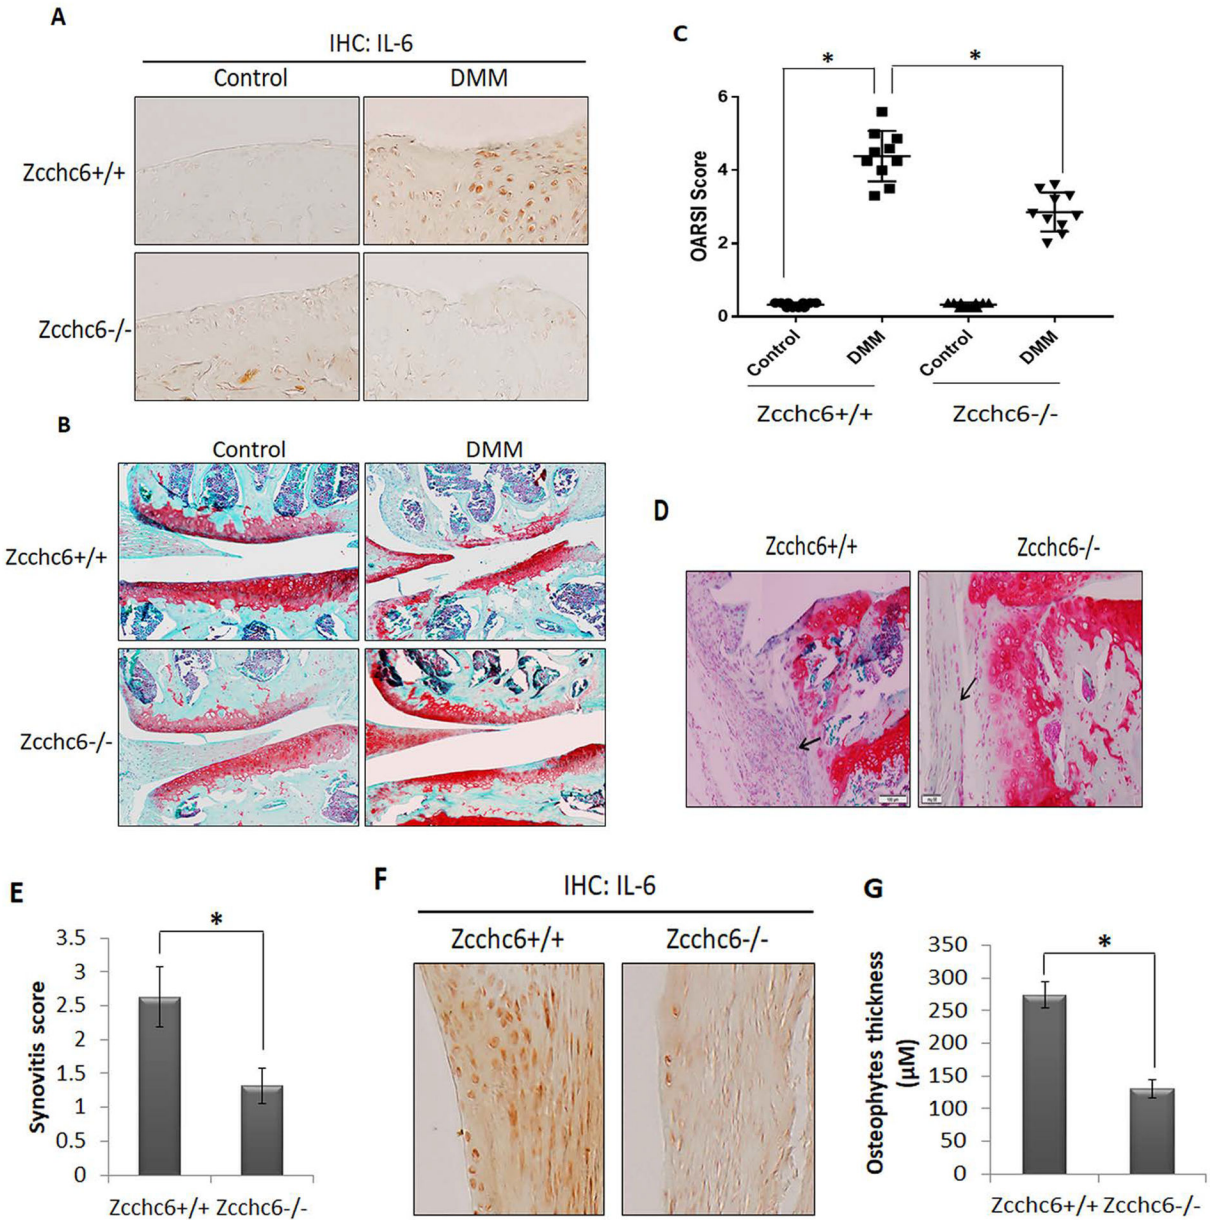 A
IHC: IL-6
Control DMM
Zcchc6+/+
Zcchc6-/-
B
Control DMM
Zcchc6+/+
Zcchc6-/-
C
* *
OARSI Score
6
4
2
0
Control DMM Control DMM
Zcchc6+/+ Zcchc6-/-
D
Zcchc6+/+ Zcchc6-/-
E
*
Synovitis score
3.5
3
2.5
2
1.5
1
0.5
0
Zcchc6+/+ Zcchc6-/-
F
IHC: IL-6
Zcchc6+/+ Zcchc6-/-
G
*
Osteophytes thickness
(µM)
350
300
250
200
150
100
50
0
Zcchc6+/+ Zcchc6-/-